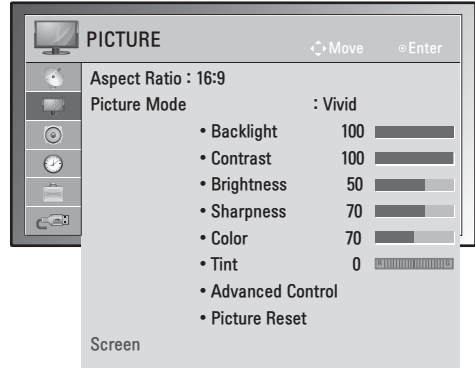 PICTURE
Move
Enter
Aspect Ratio : 16:9
Picture Mode : Vivid
• Backlight 100
• Contrast 100
• Brightness 50
• Sharpness 70
• Color 70
• Tint 0 R G
• Advanced Control
• Picture Reset
Screen